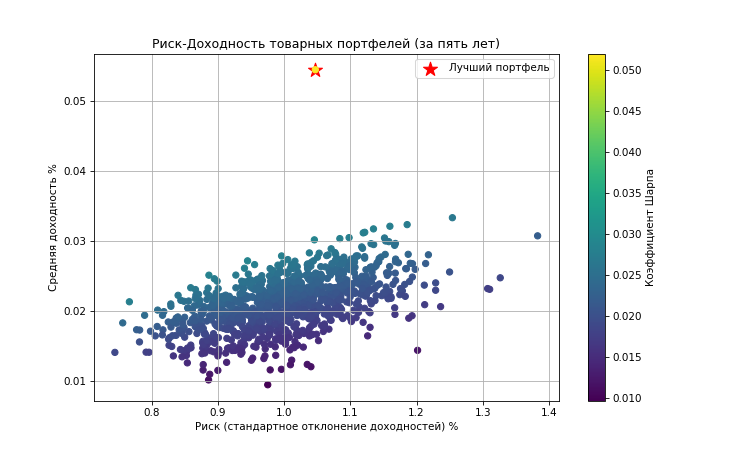 Риск-Доходность товарных портфелей (за пять лет)
Лучший портфель
Средняя доходность %
0.05
0.04
0.03
0.02
0.01
0.8 0.9 1.0 1.1 1.2 1.3 1.4
Риск (стандартное отклонение доходностей) %
0.050
0.045
0.040
0.035
0.030
0.025
0.020
0.015
0.010
Коэффициент Шарпа